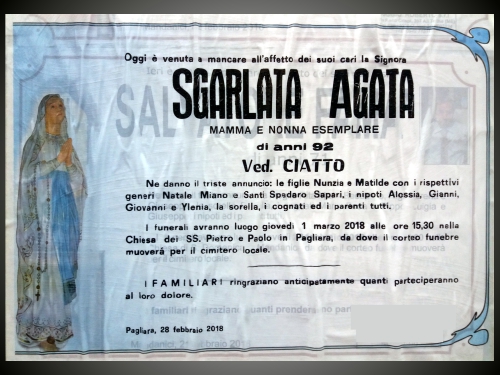 Oggi è venuta a mancare all'affetto dei suoi cari la Signora
SGARLATA AGATA
MAMMA E NONNA ESEMPLARE
di anni 92
Ved. CIATTO
Ne danno il triste annuncio: le figlie Nunzia e Matilde con i rispettivi
generi Natale Miano e Santi Spadaro Sapari, i nipoti Alessia, Gianni,
Giovanni e Ylenia, la sorella, i cognati ed i parenti tutti.
I funerali avranno luogo giovedì 1 marzo 2018 alle ore 15,30 nella
Chiesa dei SS. Pietro e Paolo in Pagliara, da dove il corteo funebre
muoverà per il cimitero locale.
I FAMILIARI ringraziano anticipatamente quanti parteciperanno
al loro dolore.
Pagliara, 28 febbraio 2018